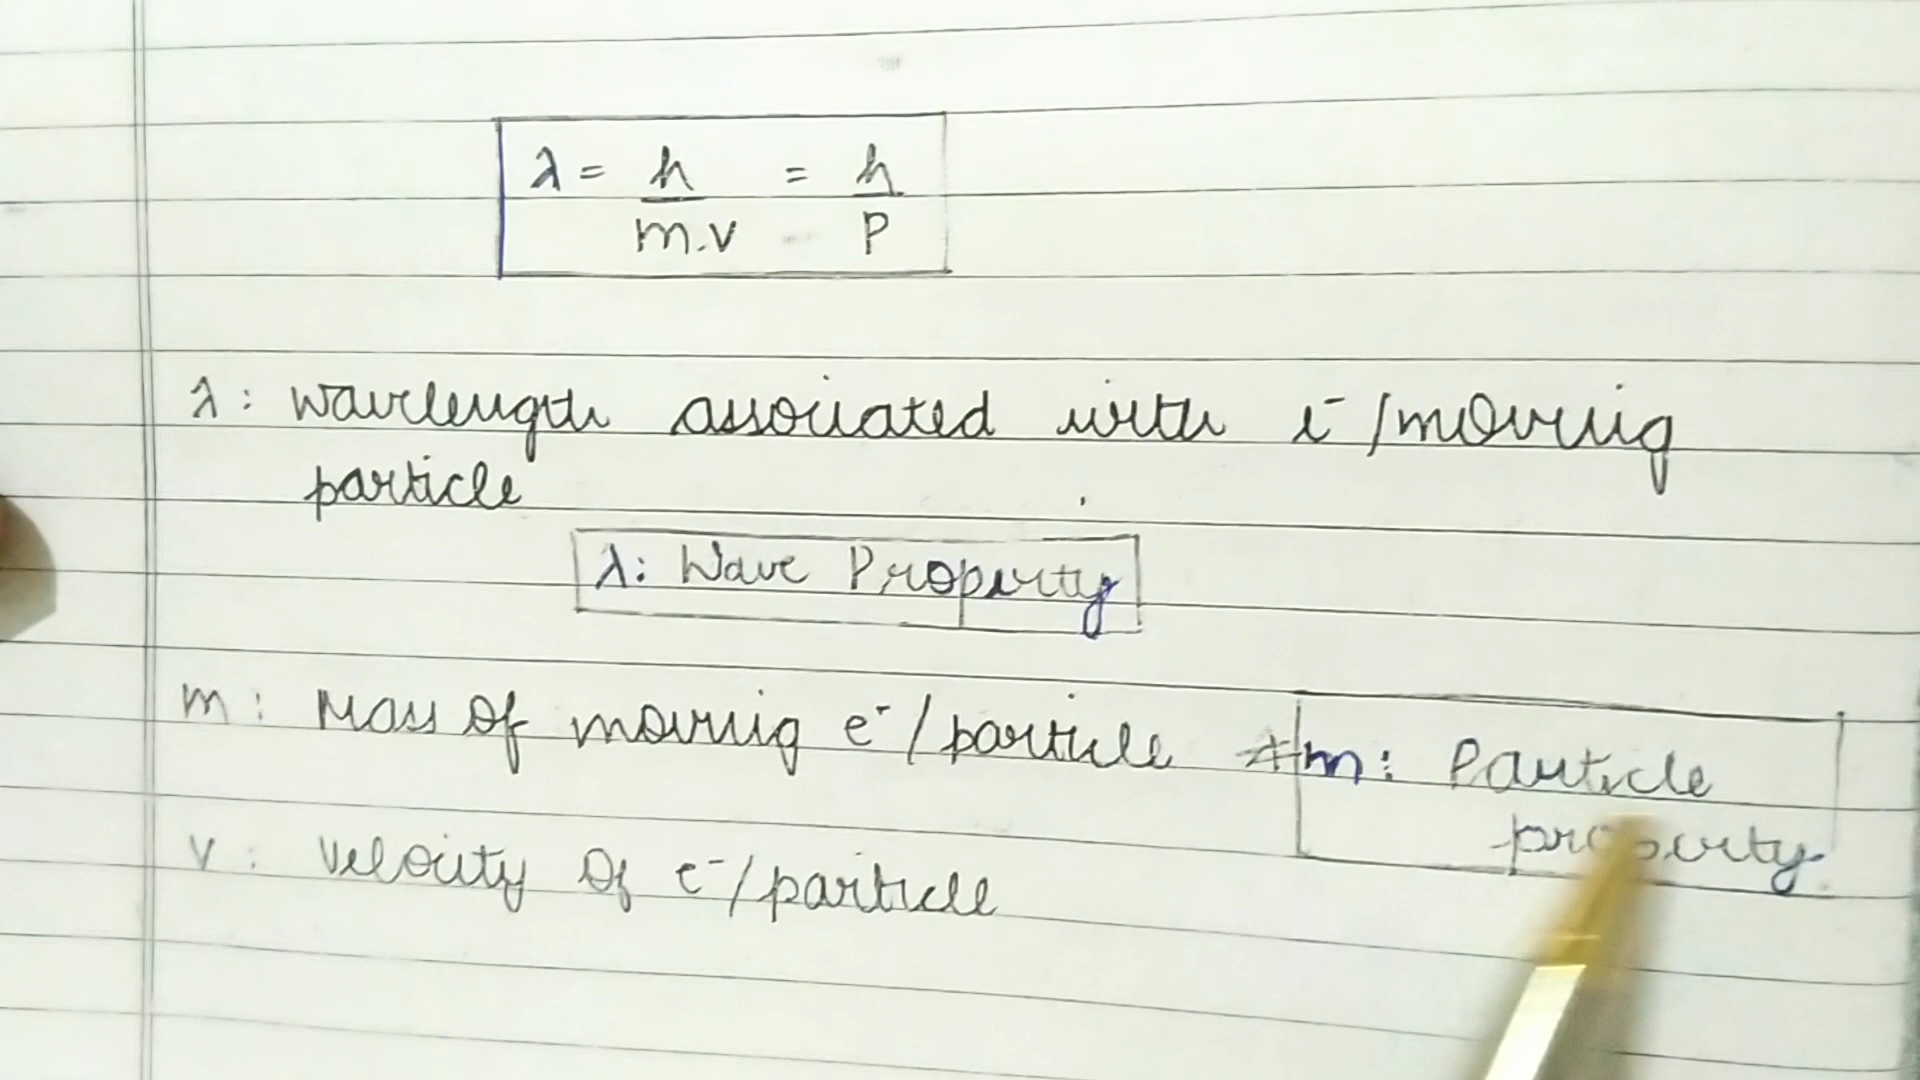 λ = h/m.v = h/P
λ: wavelength associated with e⁻/moving
particle
λ: Wave Property
m: Mass of moving e⁻/particle
m: Particle
property.
v: velocity of e⁻/particle